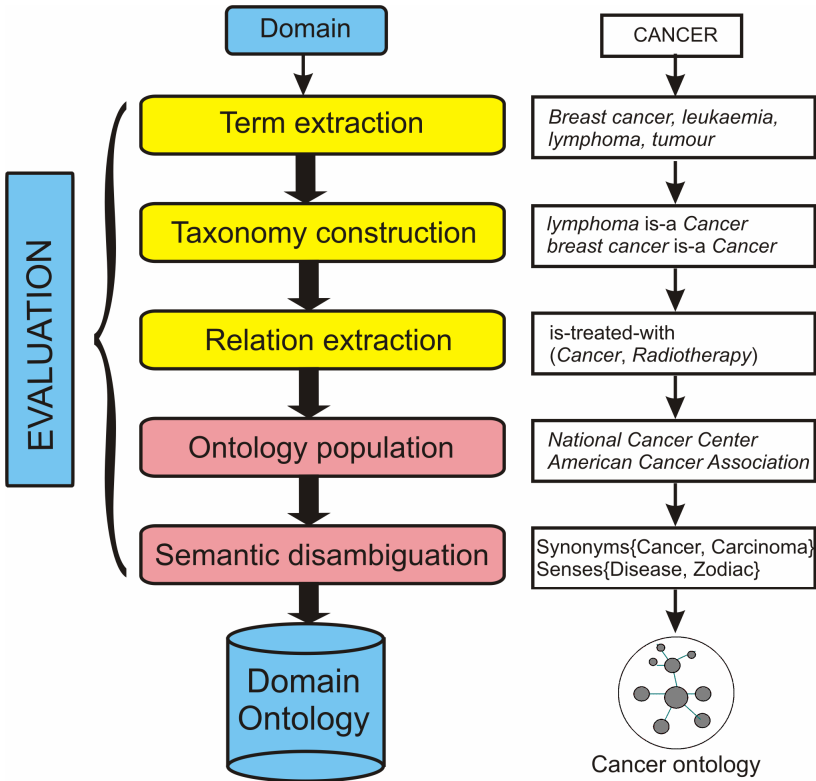 Domain
CANCER
EVALUATION
Term extraction
Breast cancer, leukaemia,
lymphoma, tumour
Taxonomy construction
lymphoma is-a Cancer
breast cancer is-a Cancer
Relation extraction
is-treated-with
(Cancer, Radiotherapy)
Ontology population
National Cancer Center
American Cancer Association
Semantic disambiguation
Synonyms{Cancer, Carcinoma}
Senses{Disease, Zodiac}
Domain
Ontology
Cancer ontology